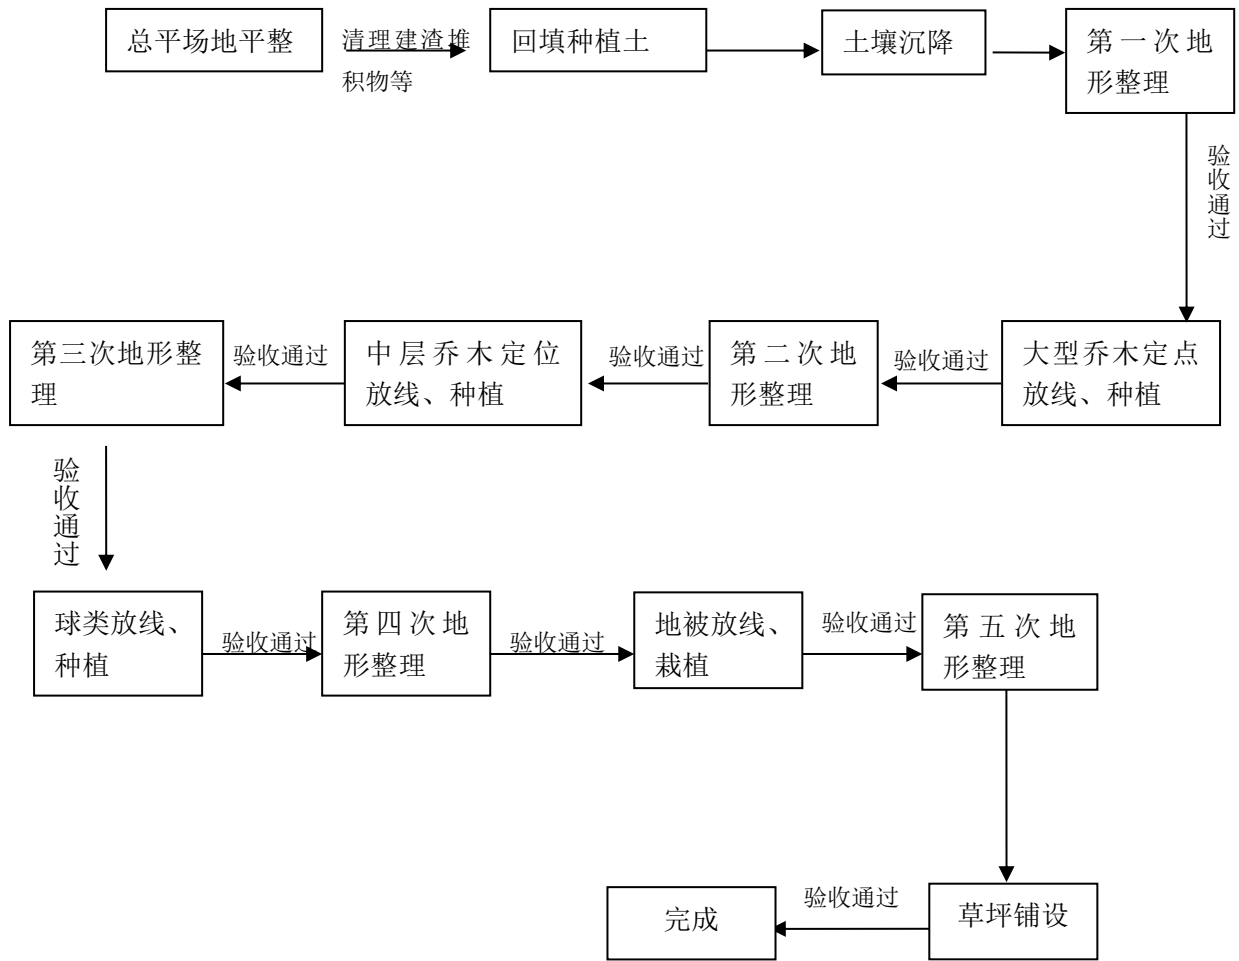 总平场地平整
清理建渣堆
积物等
回填种植土
土壤沉降
第一次地
形整理
验收通过
大型乔木定点
放线、种植
验收通过
第二次地
形整理
验收通过
中层乔木定位
放线、种植
验收通过
第三次地形整
理
验收通过
球类放线、
种植
验收通过
第四次地
形整理
验收通过
地被放线、
栽植
验收通过
第五次地
形整理
草坪铺设
验收通过
完成